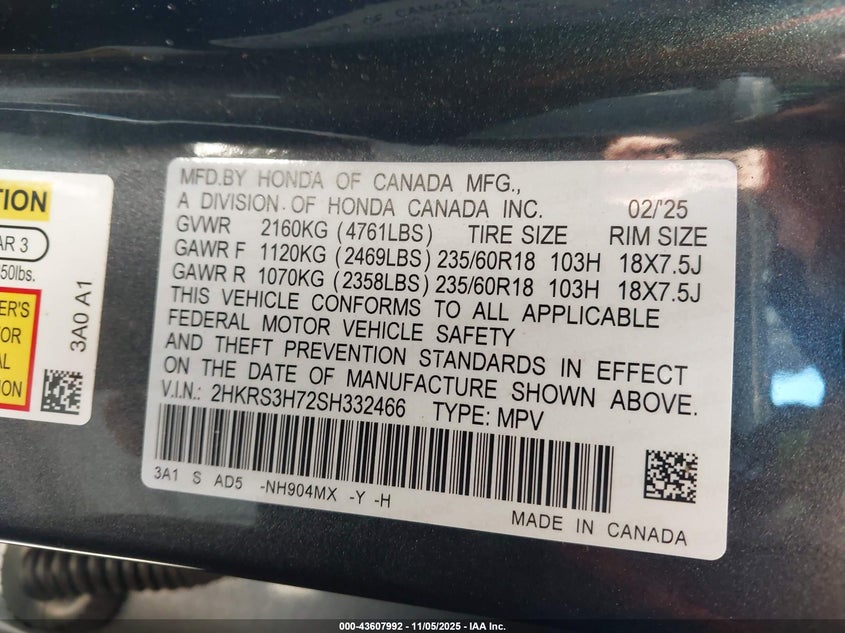 TION
AR 3
50lbs.
ER'S
TOR
AL
TION
3A0 A1
MFD.BY HONDA OF CANADA MFG.,
A DIVISION OF HONDA CANADA INC. 02/'25
GVWR 2160KG (4761LBS) TIRE SIZE RIM SIZE
GAWR F 1120KG (2469LBS) 235/60R18 103H 18X7.5J
GAWR R 1070KG (2358LBS) 235/60R18 103H 18X7.5J
THIS VEHICLE CONFORMS TO ALL APPLICABLE
FEDERAL MOTOR VEHICLE SAFETY
AND THEFT PREVENTION STANDARDS IN EFFECT
ON THE DATE OF MANUFACTURE SHOWN ABOVE.
V.I.N.: 2HKRS3H72SH332466 TYPE: MPV
3A1 S AD5 -NH904MX -Y -H
MADE IN CANADA
000-43607992 - 11/05/2025 - IAA Inc.